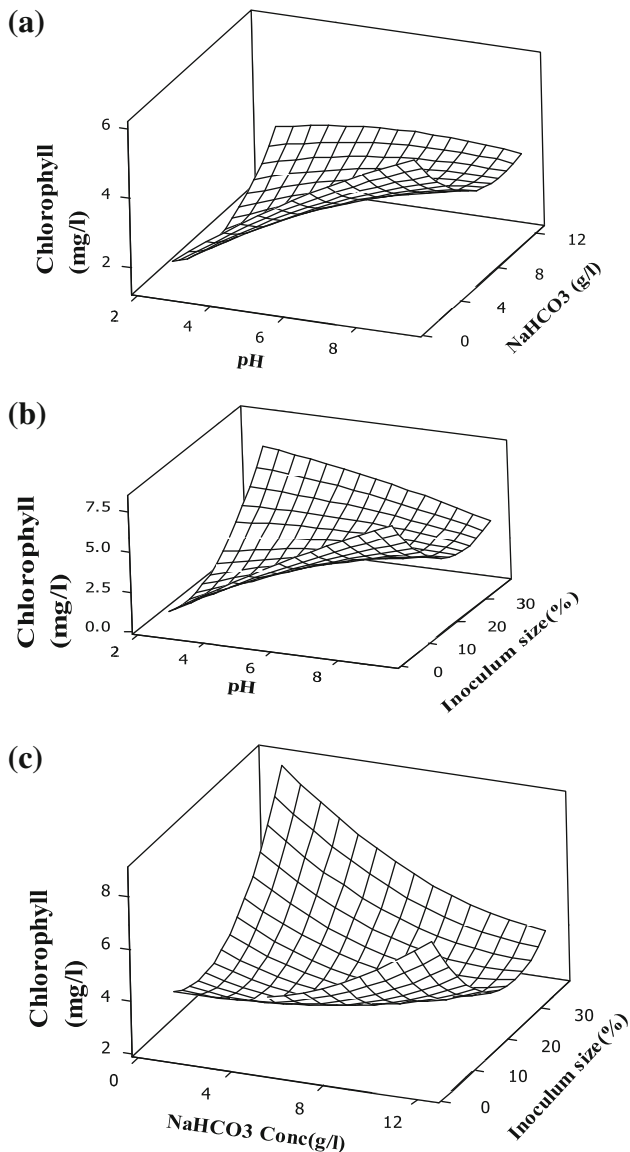 (a)
6
4
2
Chlorophyll
(mg/l)
2
4
6
8
pH
0
4
8
12
NaHCO3 (g/l)
(b)
7.5
5.0
2.5
0.0
Chlorophyll
(mg/l)
2
4
6
8
pH
0
10
20
30
Inoculum size(%)
(c)
8
6
4
2
Chlorophyll
(mg/l)
0
4
8
12
NaHCO3 Conc(g/l)
0
10
20
30
Inoculum size(%)